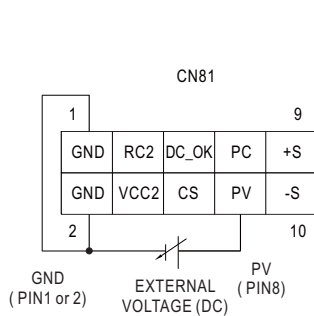 CN81
1 9
GND RC2 DC_OK PC +S
GND VCC2 CS PV -S
2 10
GND
( PIN1 or 2)
EXTERNAL
VOLTAGE (DC)
PV
( PIN8)